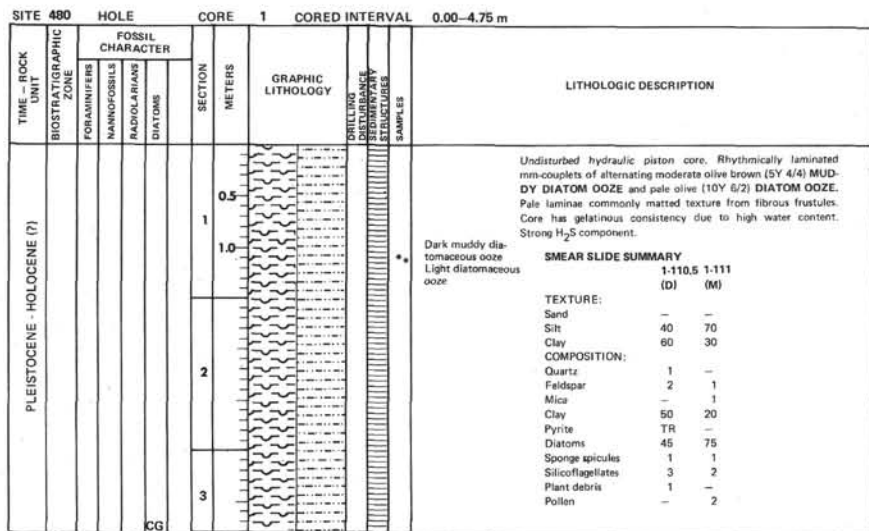 SITE 480 HOLE CORE 1 CORED INTERVAL 0.00–4.75 m
TIME – ROCK UNIT
BIOSTRATIGRAPHIC ZONE
FOSSIL CHARACTER
FORAMINIFERS
NANNOFOSSILS
RADIOLARIANS
DIATOMS
SECTION
METERS
GRAPHIC LITHOLOGY
DRILLING DISTURBANCE
SEDIMENTARY STRUCTURES
SAMPLES
LITHOLOGIC DESCRIPTION
PLEISTOCENE - HOLOCENE (?)
CG
1
0.5
1.0
2
3
* *
Dark muddy dia-
tomaceous ooze
Light diatomaceous
ooze
Undisturbed hydraulic piston core. Rhythmically laminated
mm-couplets of alternating moderate olive brown (5Y 4/4) MUD-
DY DIATOM OOZE and pale olive (10Y 6/2) DIATOM OOZE.
Pale laminae commonly matted texture from fibrous frustules.
Core has gelatinous consistency due to high water content.
Strong H2S component.
SMEAR SLIDE SUMMARY
1-110.5 1-111
(D) (M)
TEXTURE:
Sand – –
Silt 40 70
Clay 60 30
COMPOSITION:
Quartz 1 –
Feldspar 2 1
Mica – 1
Clay 50 20
Pyrite TR –
Diatoms 45 75
Sponge spicules 1 1
Silicoflagellates 3 2
Plant debris 1 –
Pollen – 2